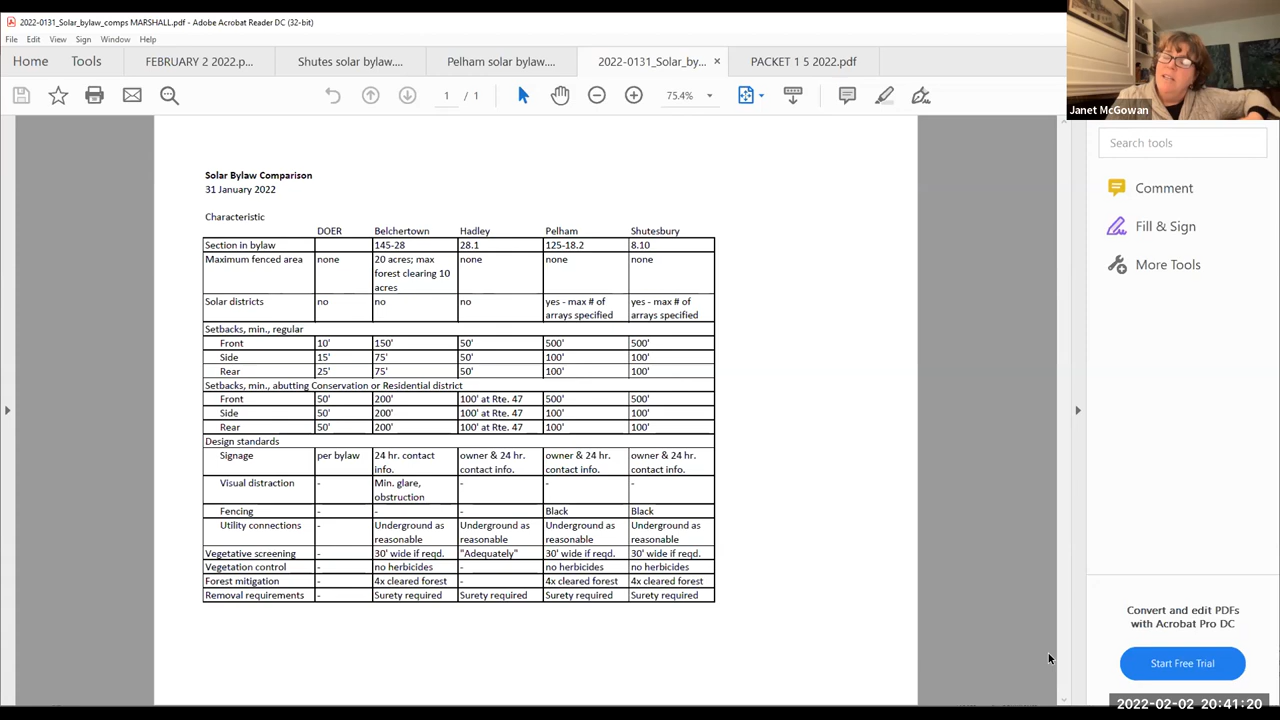 2022-0131_Solar_bylaw_comps MARSHALL.pdf - Adobe Acrobat Reader DC (32-bit)
File Edit View Sign Window Help
Home Tools FEBRUARY 2 2022.p... Shutes solar bylaw.... Pelham solar bylaw.... 2022-0131_Solar_by... × PACKET 1 5 2022.pdf
1 / 1 75.4%
Janet McGowan
Search tools
Comment
Fill & Sign
More Tools
Solar Bylaw Comparison
31 January 2022
Characteristic
DOER Belchertown Hadley Pelham Shutesbury
Section in bylaw 145-28 28.1 125-18.2 8.10
Maximum fenced area none 20 acres; max none none none
forest clearing 10
acres
Solar districts no no no yes - max # of yes - max # of
arrays specified arrays specified
Setbacks, min., regular
Front 10' 150' 50' 500' 500'
Side 15' 75' 50' 100' 100'
Rear 25' 75' 50' 100' 100'
Setbacks, min., abutting Conservation or Residential district
Front 50' 200' 100' at Rte. 47 500' 500'
Side 50' 200' 100' at Rte. 47 100' 100'
Rear 50' 200' 100' at Rte. 47 100' 100'
Design standards
Signage per bylaw 24 hr. contact owner & 24 hr. owner & 24 hr. owner & 24 hr.
info. contact info. contact info. contact info.
Visual distraction - Min. glare, - - -
obstruction
Fencing - - - Black Black
Utility connections - Underground as Underground as Underground as Underground as
reasonable reasonable reasonable reasonable
Vegetative screening - 30' wide if reqd. "Adequately" 30' wide if reqd. 30' wide if reqd.
Vegetation control - no herbicides - no herbicides no herbicides
Forest mitigation - 4x cleared forest - 4x cleared forest 4x cleared forest
Removal requirements - Surety required Surety required Surety required Surety required
Convert and edit PDFs
with Acrobat Pro DC
Start Free Trial
2022-02-02 20:41:20